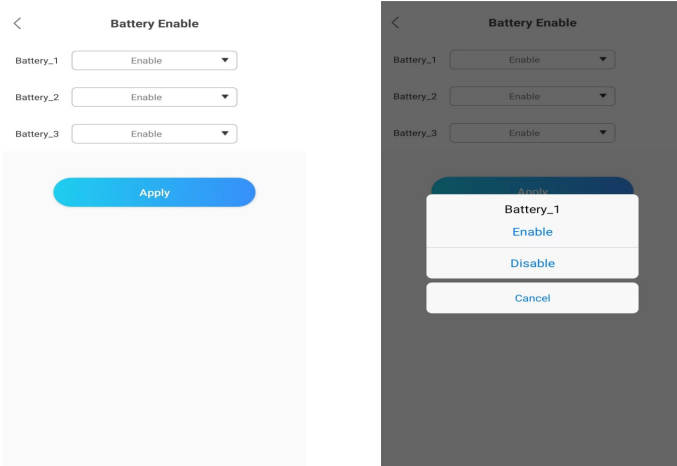 Battery Enable
Battery_1 Enable
Battery_2 Enable
Battery_3 Enable
Apply
Battery Enable
Battery_1 Enable
Battery_2 Enable
Battery_3 Enable
Apply
Battery_1
Enable
Disable
Cancel